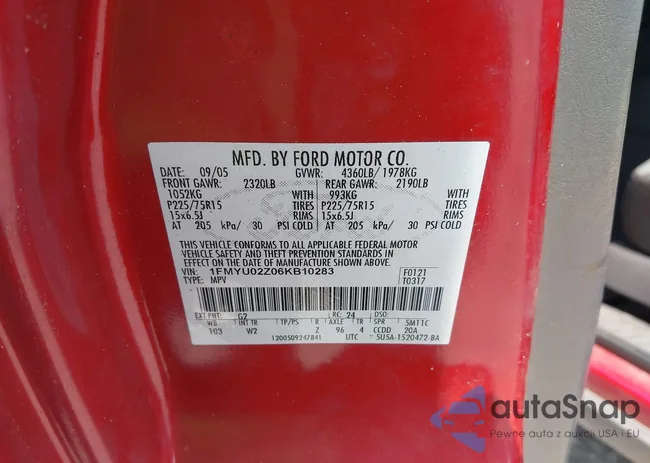 MFD. BY FORD MOTOR CO.
DATE: 09/05 GVWR: 4360LB/ 1978KG
FRONT GAWR: 2320LB REAR GAWR: 2190LB
1052KG WITH 993KG WITH
P225/75R15 TIRES P225/75R15 TIRES
15x6.5J RIMS 15x6.5J RIMS
AT 205 kPa/ 30 PSI COLD AT 205 kPa/ 30 PSI COLD
THIS VEHICLE CONFORMS TO ALL APPLICABLE FEDERAL MOTOR
VEHICLE SAFETY AND THEFT PREVENTION STANDARDS IN
EFFECT ON THE DATE OF MANUFACTURE SHOWN ABOVE.
VIN: 1FMYU02Z06KB10283 F0121
TYPE: MPV T0317
EXT PNT: G2 RC: 24 DSO:
WB INT TR TP/PS R AXLE TR SPR 5M11C
103 W2 Z 96 4 CCDD 20A
1200509247841 UTC 5U5A-1520472-BA
autaSnap
Pewne auta z aukcji USA i EU